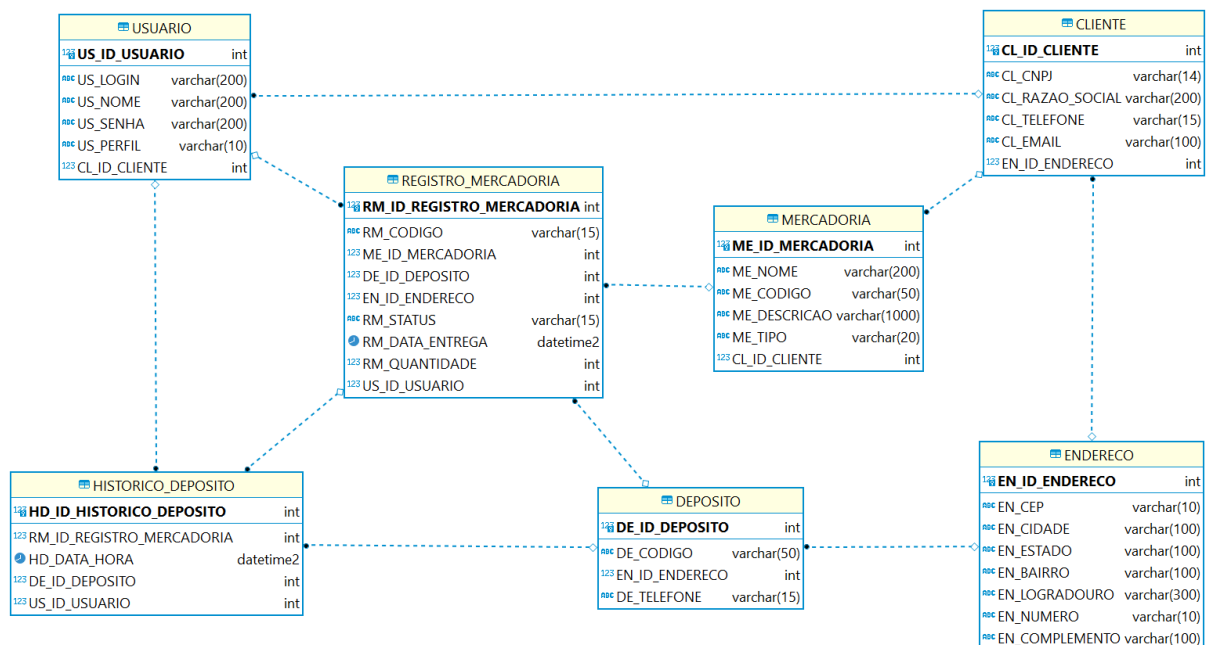 USUARIO
US_ID_USUARIO int
US_LOGIN varchar(200)
US_NOME varchar(200)
US_SENHA varchar(200)
US_PERFIL varchar(10)
CL_ID_CLIENTE int
CLIENTE
CL_ID_CLIENTE int
CL_CNPJ varchar(14)
CL_RAZAO_SOCIAL varchar(200)
CL_TELEFONE varchar(15)
CL_EMAIL varchar(100)
EN_ID_ENDERECO int
REGISTRO_MERCADORIA
RM_ID_REGISTRO_MERCADORIA int
RM_CODIGO varchar(15)
ME_ID_MERCADORIA int
DE_ID_DEPOSITO int
EN_ID_ENDERECO int
RM_STATUS varchar(15)
RM_DATA_ENTREGA datetime2
RM_QUANTIDADE int
US_ID_USUARIO int
MERCADORIA
ME_ID_MERCADORIA int
ME_NOME varchar(200)
ME_CODIGO varchar(50)
ME_DESCRICAO varchar(1000)
ME_TIPO varchar(20)
CL_ID_CLIENTE int
HISTORICO_DEPOSITO
HD_ID_HISTORICO_DEPOSITO int
RM_ID_REGISTRO_MERCADORIA int
HD_DATA_HORA datetime2
DE_ID_DEPOSITO int
US_ID_USUARIO int
DEPOSITO
DE_ID_DEPOSITO int
DE_CODIGO varchar(50)
EN_ID_ENDERECO int
DE_TELEFONE varchar(15)
ENDERECO
EN_ID_ENDERECO int
EN_CEP varchar(10)
EN_CIDADE varchar(100)
EN_ESTADO varchar(100)
EN_BAIRRO varchar(100)
EN_LOGRADOURO varchar(300)
EN_NUMERO varchar(10)
EN_COMPLEMENTO varchar(100)